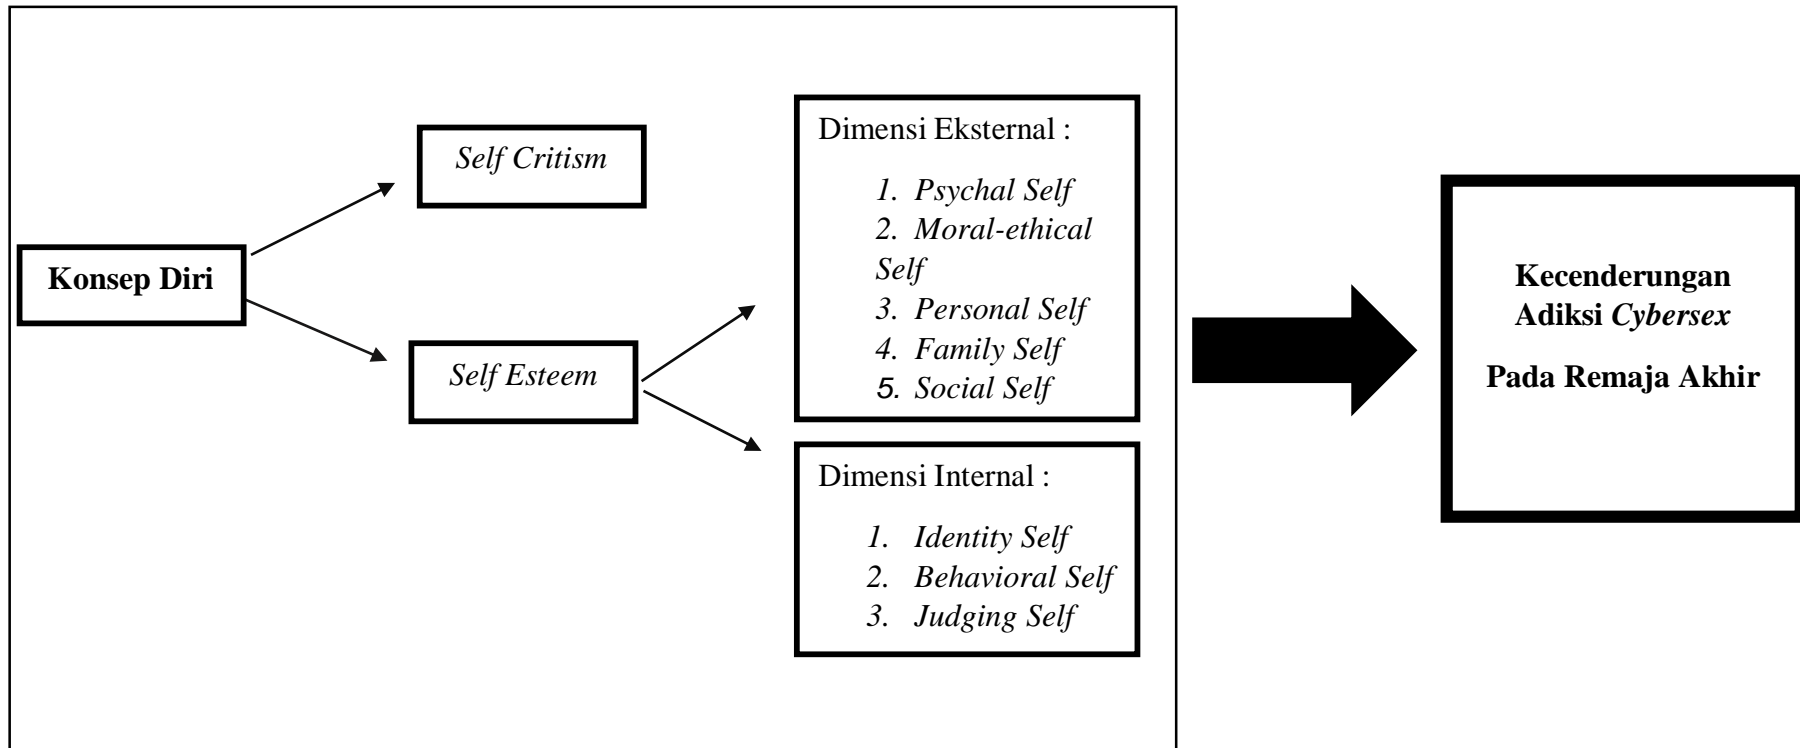 Konsep Diri
Self Critism
Self Esteem
Dimensi Eksternal :
1. Psychal Self
2. Moral-ethical
Self
3. Personal Self
4. Family Self
5. Social Self
Dimensi Internal :
1. Identity Self
2. Behavioral Self
3. Judging Self
Kecenderungan
Adiksi Cybersex
Pada Remaja Akhir